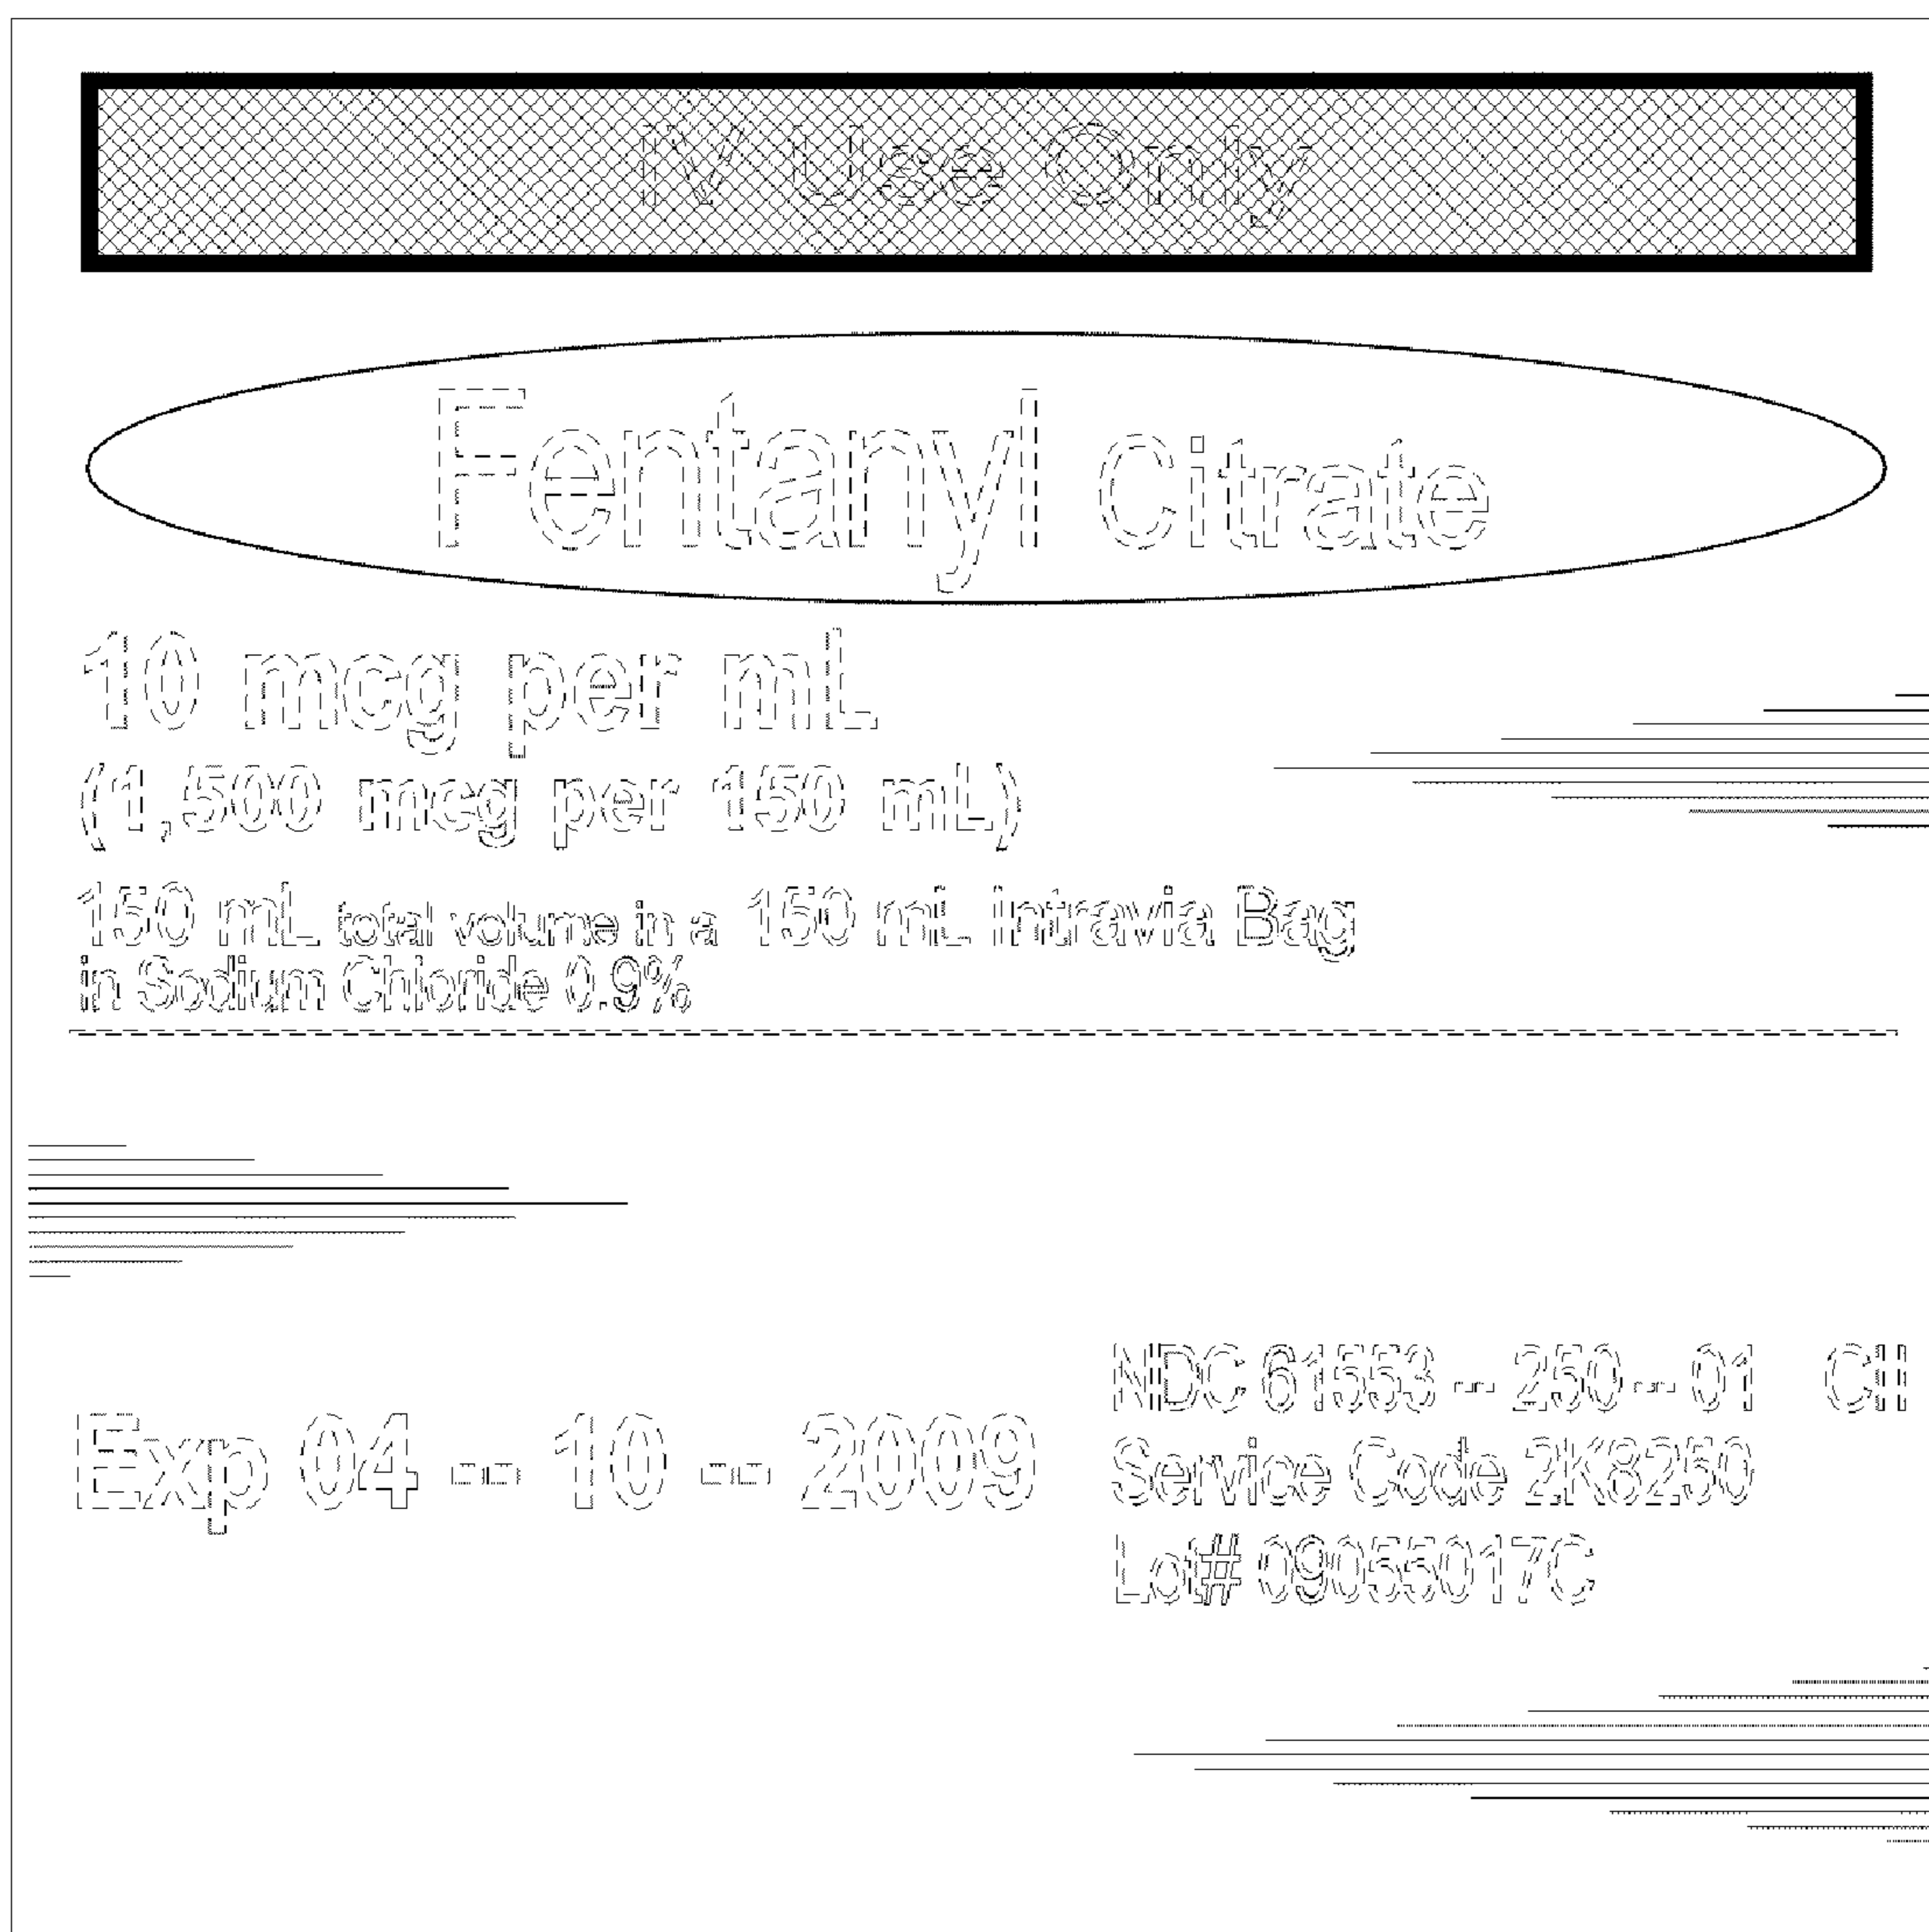 IV Use Only
Fentanyl Citrate
10 mcg per mL
(1,500 mcg per 150 mL)
150 mL total volume in a 150 mL Intravia Bag
in Sodium Chloride 0.9%
NDC 61553--250--01 CII
Exp 04 -- 10 -- 2009
Service Code 2K8250
Lot# 09055017C